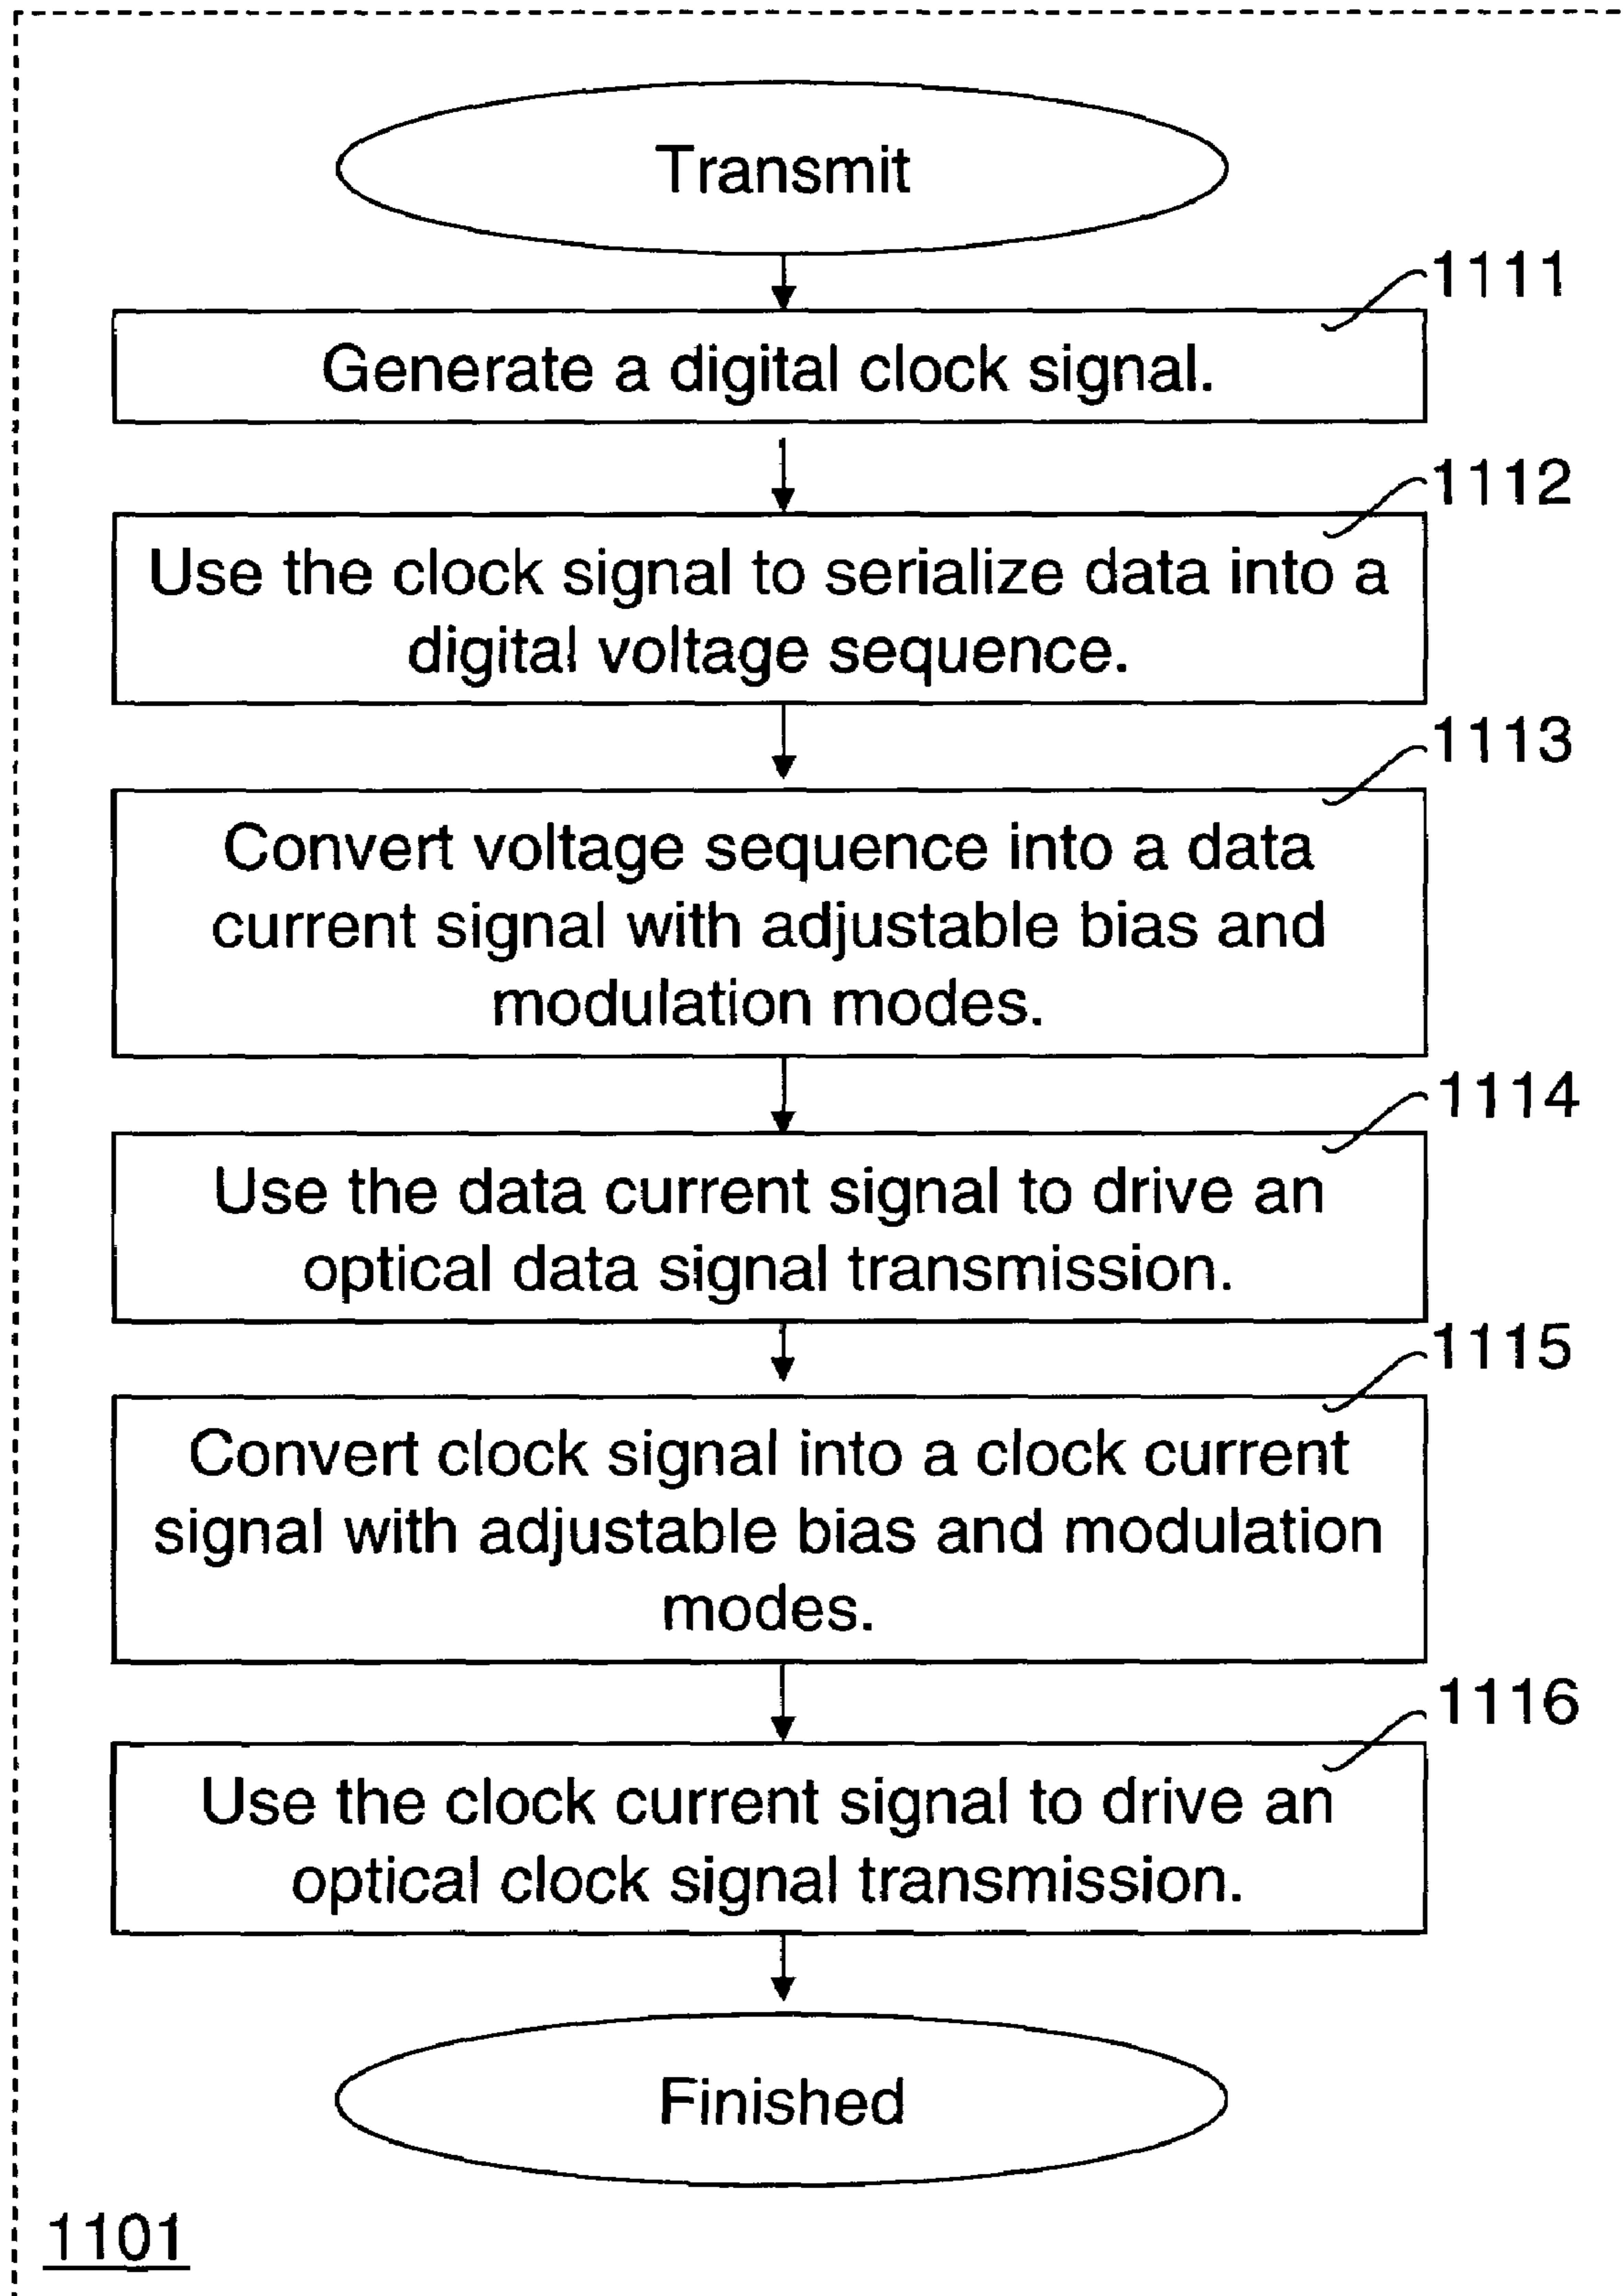 Transmit
1111
Generate a digital clock signal.
1112
Use the clock signal to serialize data into a
digital voltage sequence.
1113
Convert voltage sequence into a data
current signal with adjustable bias and
modulation modes.
1114
Use the data current signal to drive an
optical data signal transmission.
1115
Convert clock signal into a clock current
signal with adjustable bias and modulation
modes.
1116
Use the clock current signal to drive an
optical clock signal transmission.
Finished
1101